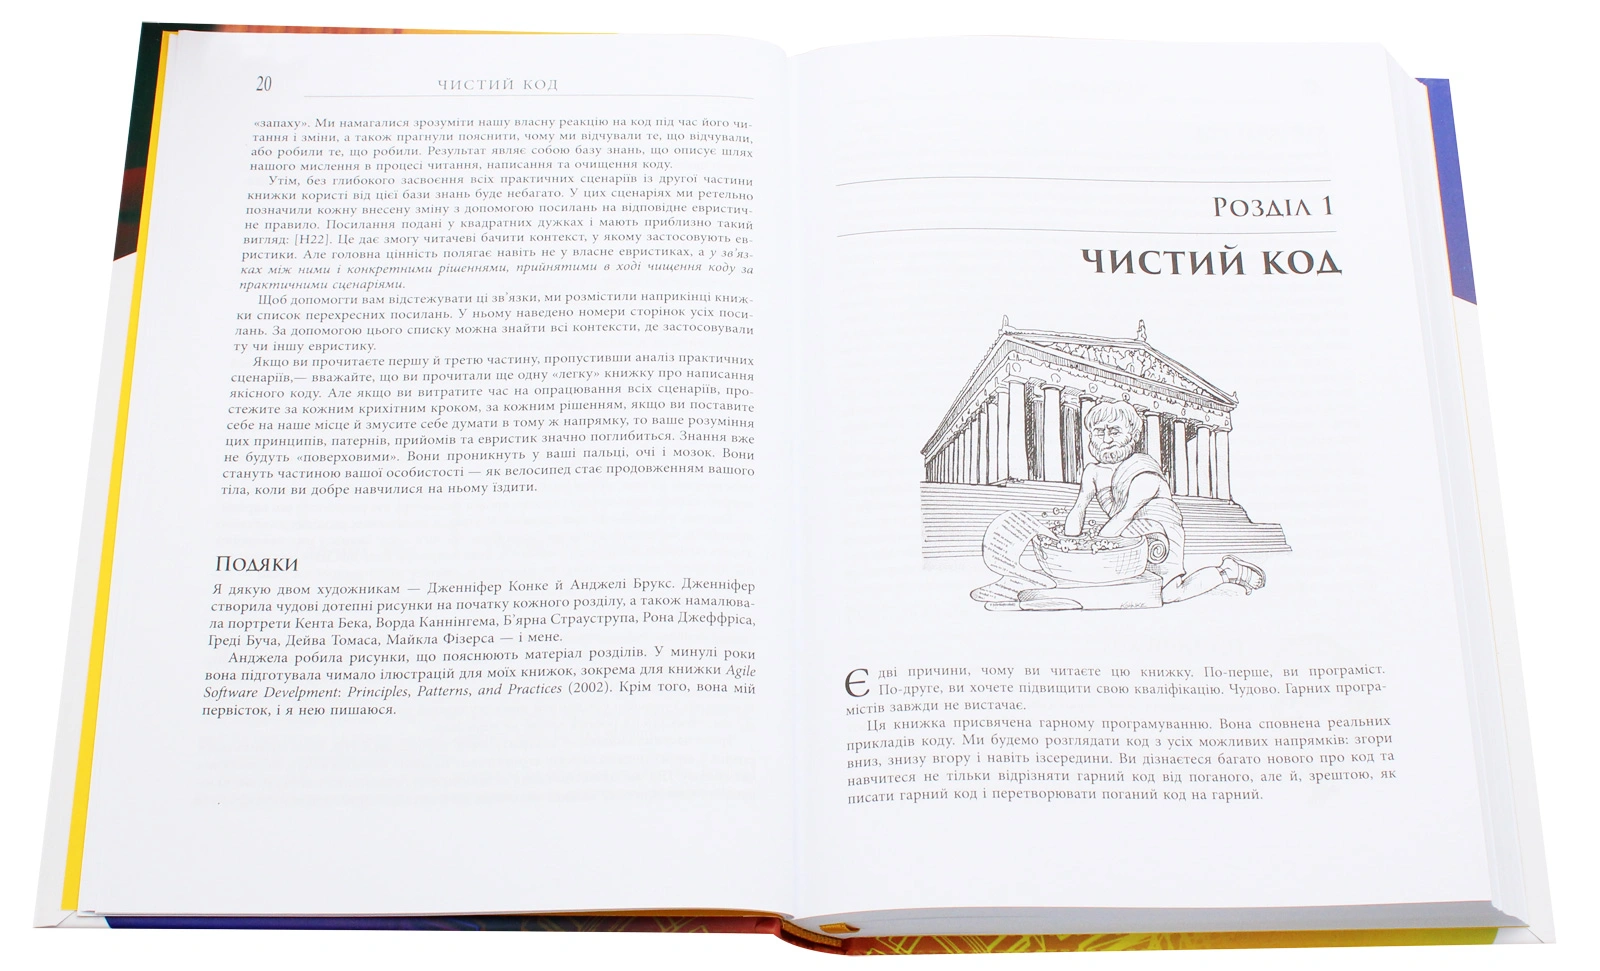 20
ЧИСТИЙ КОД
«запаху». Ми намагалися зрозуміти нашу власну реакцію на код під час його чи-
тання і зміни, а також прагнули пояснити, чому ми відчували те, що відчували,
або робили те, що робили. Результат являє собою базу знань, що описує шлях
нашого мислення в процесі читання, написання та очищення коду.
Утім, без глибокого засвоєння всіх практичних сценаріїв із другої частини
книжки користі від цієї бази знань буде небагато. У цих сценаріях ми ретельно
позначили кожну внесену зміну з допомогою посилань на відповідне евристич-
не правило. Посилання подані у квадратних дужках і мають приблизно такий
вигляд: [H22]. Це дає змогу читачеві бачити контекст, у якому застосовують ев-
ристики. Але головна цінність полягає навіть не у власне евристиках, а у зв’яз-
ках між ними і конкретними рішеннями, прийнятими в ході чищення коду за
практичними сценаріями.
Щоб допомогти вам відстежувати ці зв’язки, ми розмістили наприкінці книж-
ки список перехресних посилань. У ньому наведено номери сторінок усіх поси-
лань. За допомогою цього списку можна знайти всі контексти, де застосовували
ту чи іншу евристику.
Якщо ви прочитаєте першу й третю частину, пропустивши аналіз практичних
сценаріїв,— вважайте, що ви прочитали ще одну «легку» книжку про написання
якісного коду. Але якщо ви витратите час на опрацювання всіх сценаріїв, про-
стежите за кожним крихітним кроком, за кожним рішенням, якщо ви поставите
себе на наше місце й змусите себе думати в тому ж напрямку, то ваше розуміння
цих принципів, патернів, прийомів та евристик значно поглибиться. Знання вже
не будуть «поверховими». Вони проникнуть у ваші пальці, очі і мозок. Вони
стануть частиною вашої особистості — як велосипед стає продовженням вашого
тіла, коли ви добре навчилися на ньому їздити.
Подяки
Я дякую двом художникам — Дженніфер Конке й Анджелі Брукс. Дженніфер
створила чудові дотепні рисунки на початку кожного розділу, а також намалюва-
ла портрети Кента Бека, Ворда Каннінгема, Б’ярна Страуструпа, Рона Джеффріса,
Греді Буча, Дейва Томаса, Майкла Фізерса — і мене.
Анджела робила рисунки, що пояснюють матеріал розділів. У минулі роки
вона підготувала чимало ілюстрацій для моїх книжок, зокрема для книжки Agile
Software Develpment: Principles, Patterns, and Practices (2002). Крім того, вона мій
первісток, і я нею пишаюся.
Розділ 1
ЧИСТИЙ КОД
Є дві причини, чому ви читаєте цю книжку. По-перше, ви програміст.
По-друге, ви хочете підвищити свою кваліфікацію. Чудово. Гарних програ-
містів завжди не вистачає.
Ця книжка присвячена гарному програмуванню. Вона сповнена реальних
прикладів коду. Ми будемо розглядати код з усіх можливих напрямків: згори
вниз, знизу вгору і навіть ізсередини. Ви дізнаєтеся багато нового про код та
навчитеся не тільки відрізняти гарний код від поганого, але й, зрештою, як
писати гарний код і перетворювати поганий код на гарний.